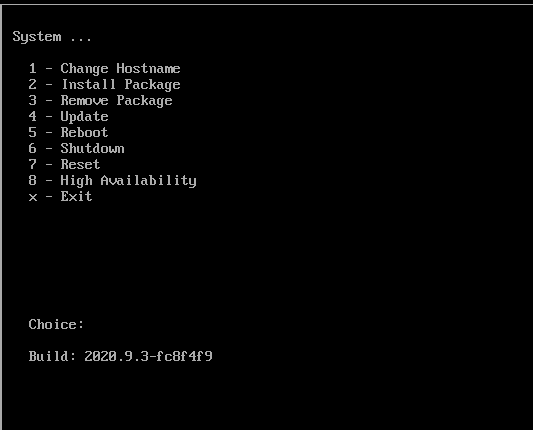 System ...
1 - Change Hostname
2 - Install Package
3 - Remove Package
4 - Update
5 - Reboot
6 - Shutdown
7 - Reset
8 - High Availability
x - Exit
Choice:
Build: 2020.9.3-fc8f4f9